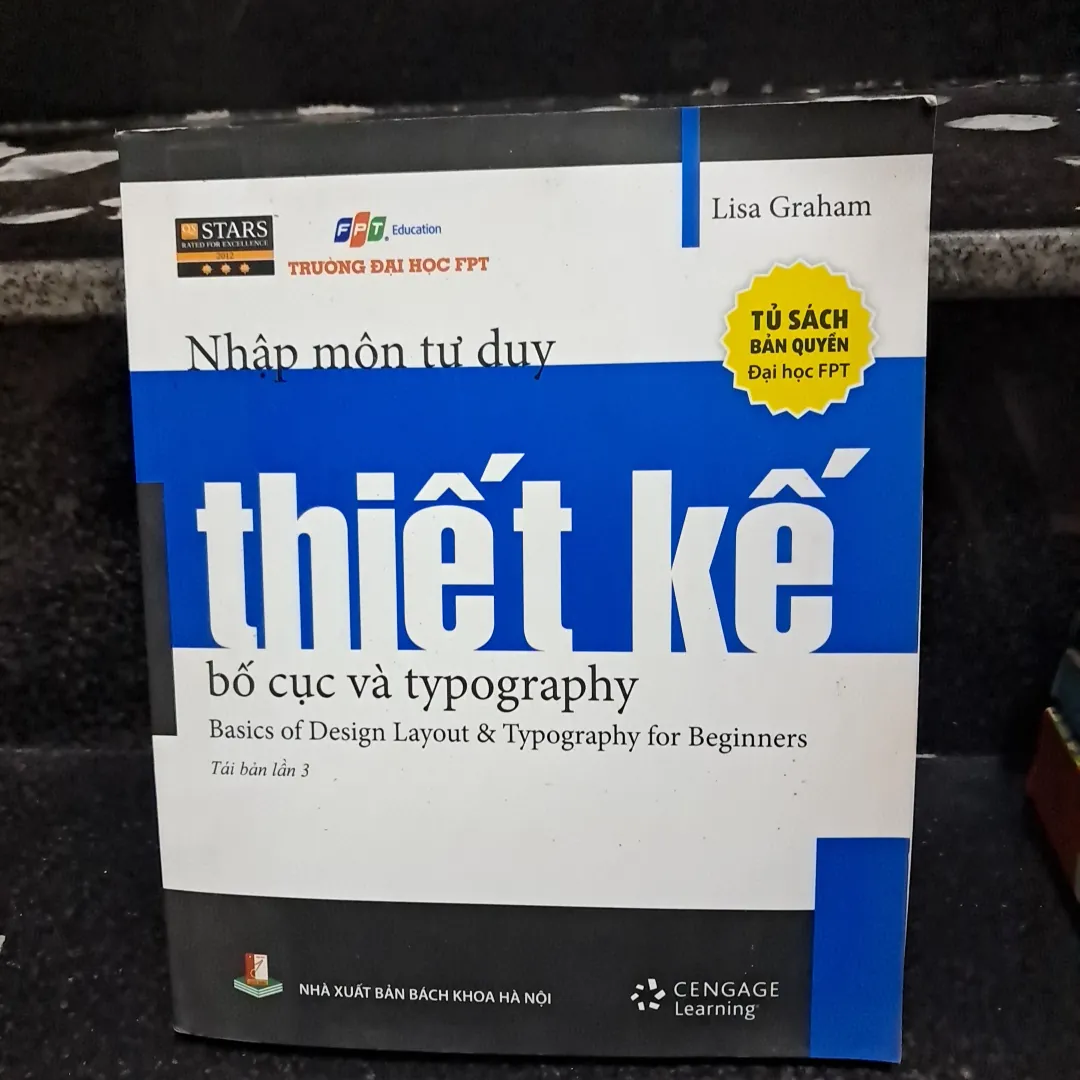 QS STARS
RATED FOR EXCELLENCE
2012
FPT Education
TRƯỜNG ĐẠI HỌC FPT
Lisa Graham
TỦ SÁCH
BẢN QUYỀN
Đại học FPT
Nhập môn tư duy
thiết kế
bố cục và typography
Basics of Design Layout & Typography for Beginners
Tái bản lần 3
NHÀ XUẤT BẢN BÁCH KHOA HÀ NỘI
CENGAGE
Learning